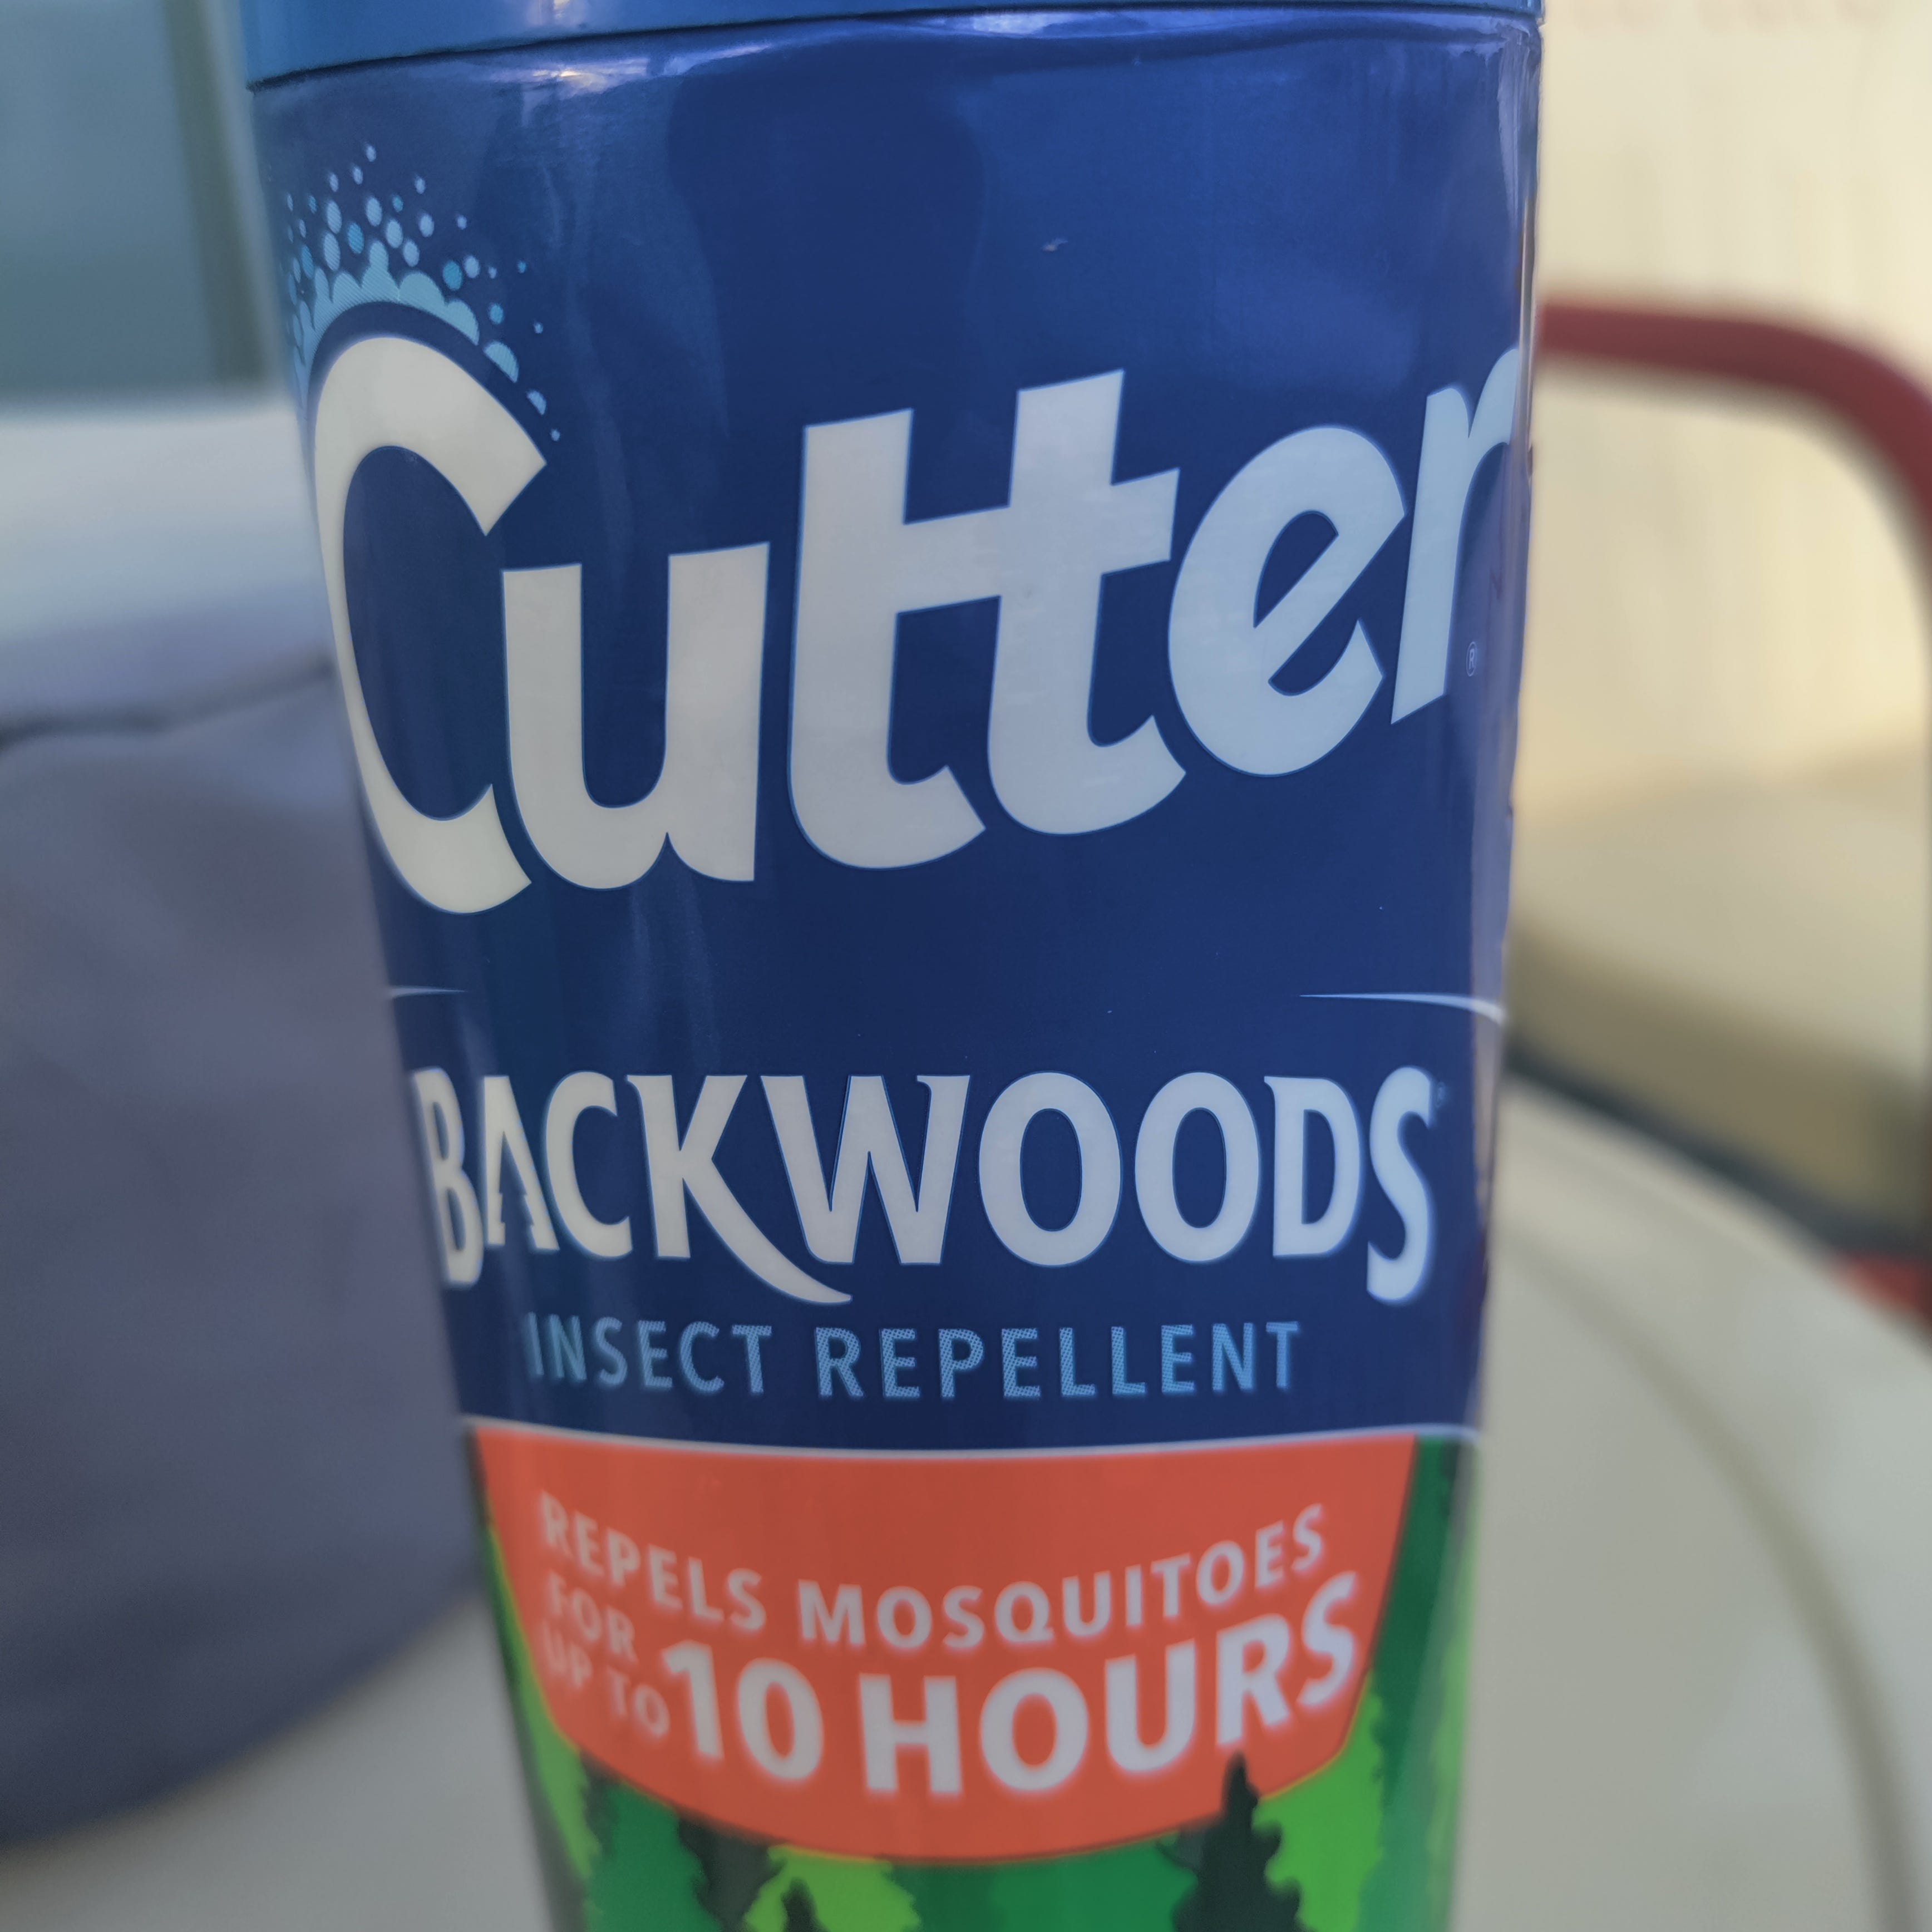 Cutter®
BACKWOODS®
INSECT REPELLENT
REPELS MOSQUITOES
FOR
UP TO 10 HOURS